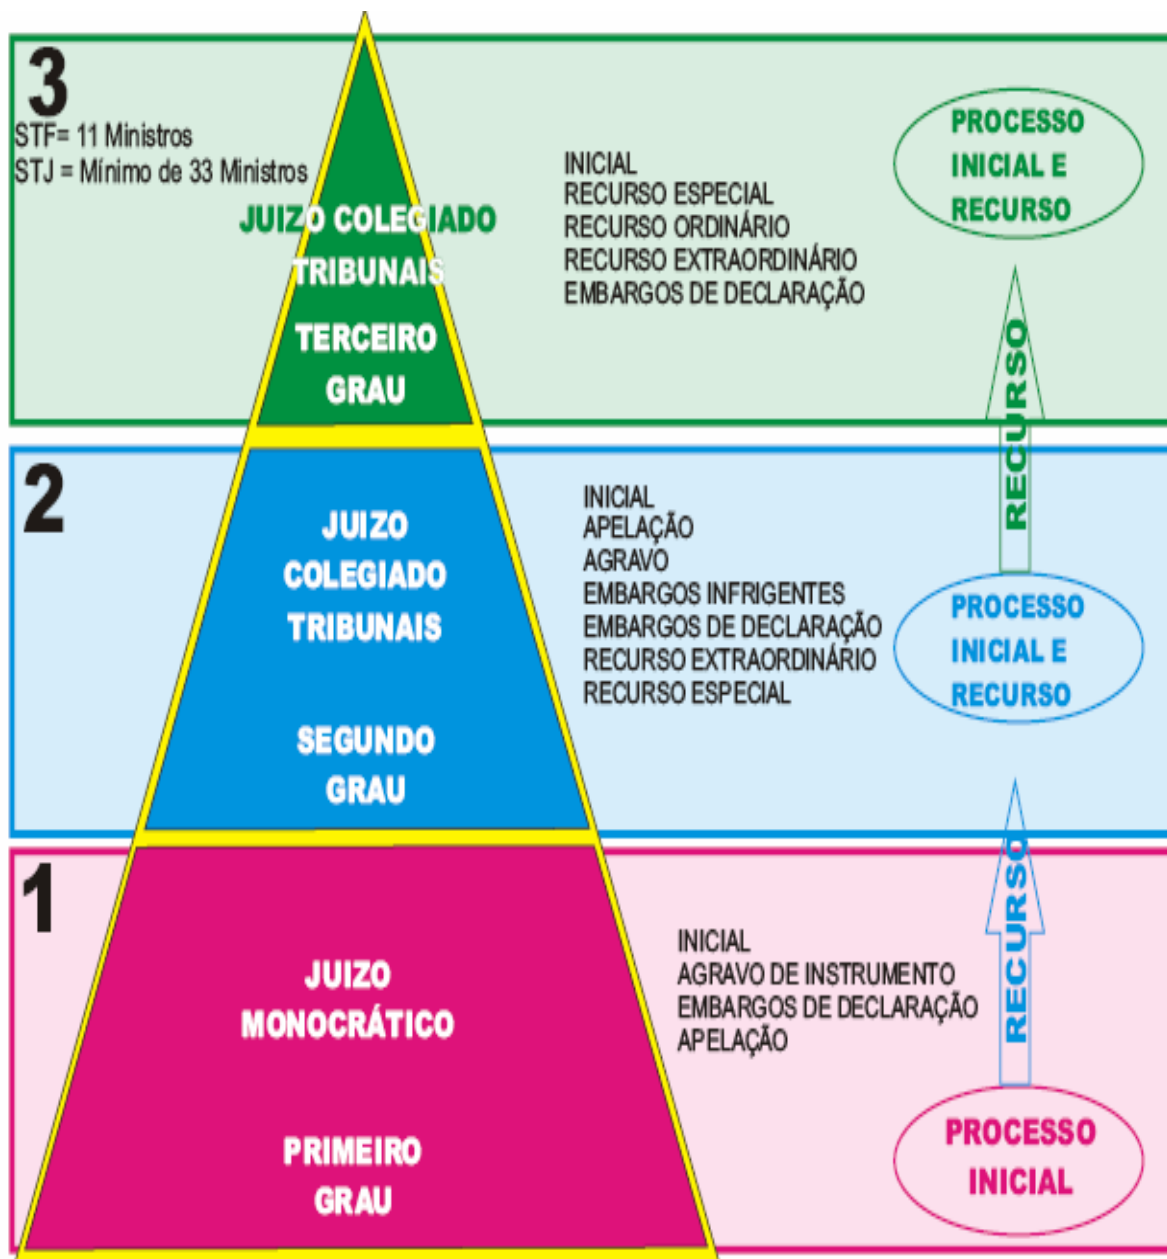 3
STF= 11 Ministros
STJ = Mínimo de 33 Ministros
JUIZO COLEGIADO
TRIBUNAIS
TERCEIRO
GRAU
INICIAL
RECURSO ESPECIAL
RECURSO ORDINÁRIO
RECURSO EXTRAORDINÁRIO
EMBARGOS DE DECLARAÇÃO
PROCESSO
INICIAL E
RECURSO
RECURSO
2
JUIZO
COLEGIADO
TRIBUNAIS
SEGUNDO
GRAU
INICIAL
APELAÇÃO
AGRAVO
EMBARGOS INFRIGENTES
EMBARGOS DE DECLARAÇÃO
RECURSO EXTRAORDINÁRIO
RECURSO ESPECIAL
PROCESSO
INICIAL E
RECURSO
RECURSO
1
JUIZO
MONOCRÁTICO
PRIMEIRO
GRAU
INICIAL
AGRAVO DE INSTRUMENTO
EMBARGOS DE DECLARAÇÃO
APELAÇÃO
PROCESSO
INICIAL